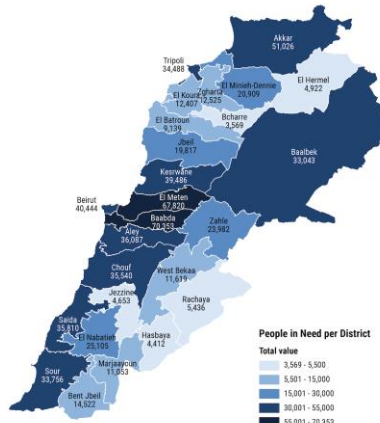 Akkar
51,026
Tripoli
34,488
El Hermel
4,922
El Minieh-Dennie
20,909
Zgharta
12,525
El Koura
12,407
Bcharre
3,569
El Batroun
9,139
Jbeil
19,817
Baalbek
33,043
Kesrwane
39,486
Beirut
40,444
El Meten
67,820
Baabda
70,353
Zahle
23,982
Aley
36,087
Chouf
35,540
West Bekaa
11,619
Jezzine
4,653
Rachaya
5,436
Saida
35,810
El Nabatieh
25,105
Hasbaya
4,412
Marjaayoun
11,053
Sour
33,756
Bent Jbeil
14,522
People in Need per District
Total value
3,569 - 5,500
5,501 - 15,000
15,001 - 30,000
30,001 - 55,000
55,001 - 70,353